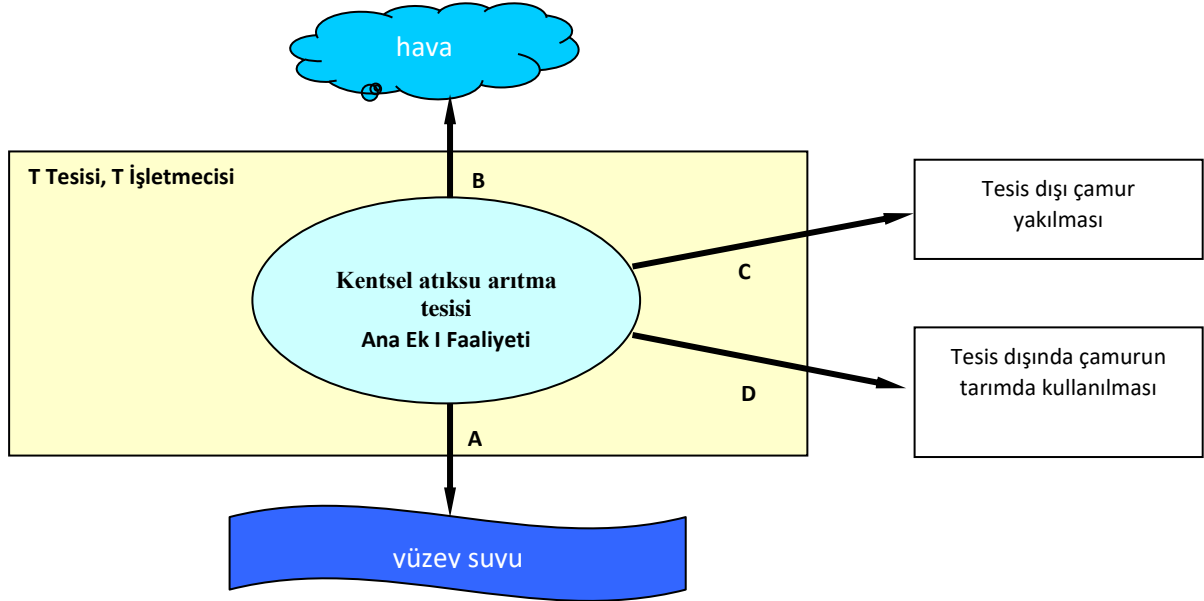 hava
T Tesisi, T İşletmecisi
B
Tesis dışı çamur
yakılması
C
Kentsel atıksu arıtma
tesisi
Ana Ek I Faaliyeti
Tesis dışında çamurun
tarımda kullanılması
D
A
vüzev suvu